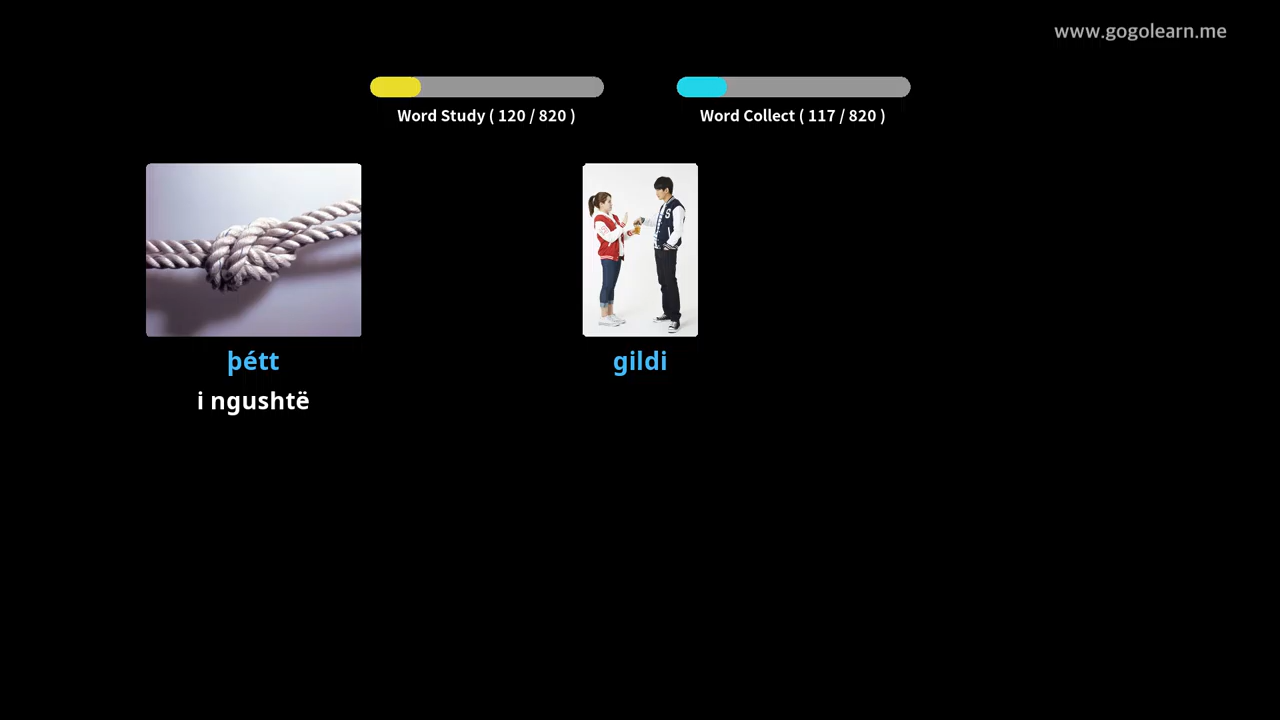 www.gogolearn.me
Word Study ( 120 / 820 )
Word Collect ( 117 / 820 )
þétt
gildi
i ngushtë